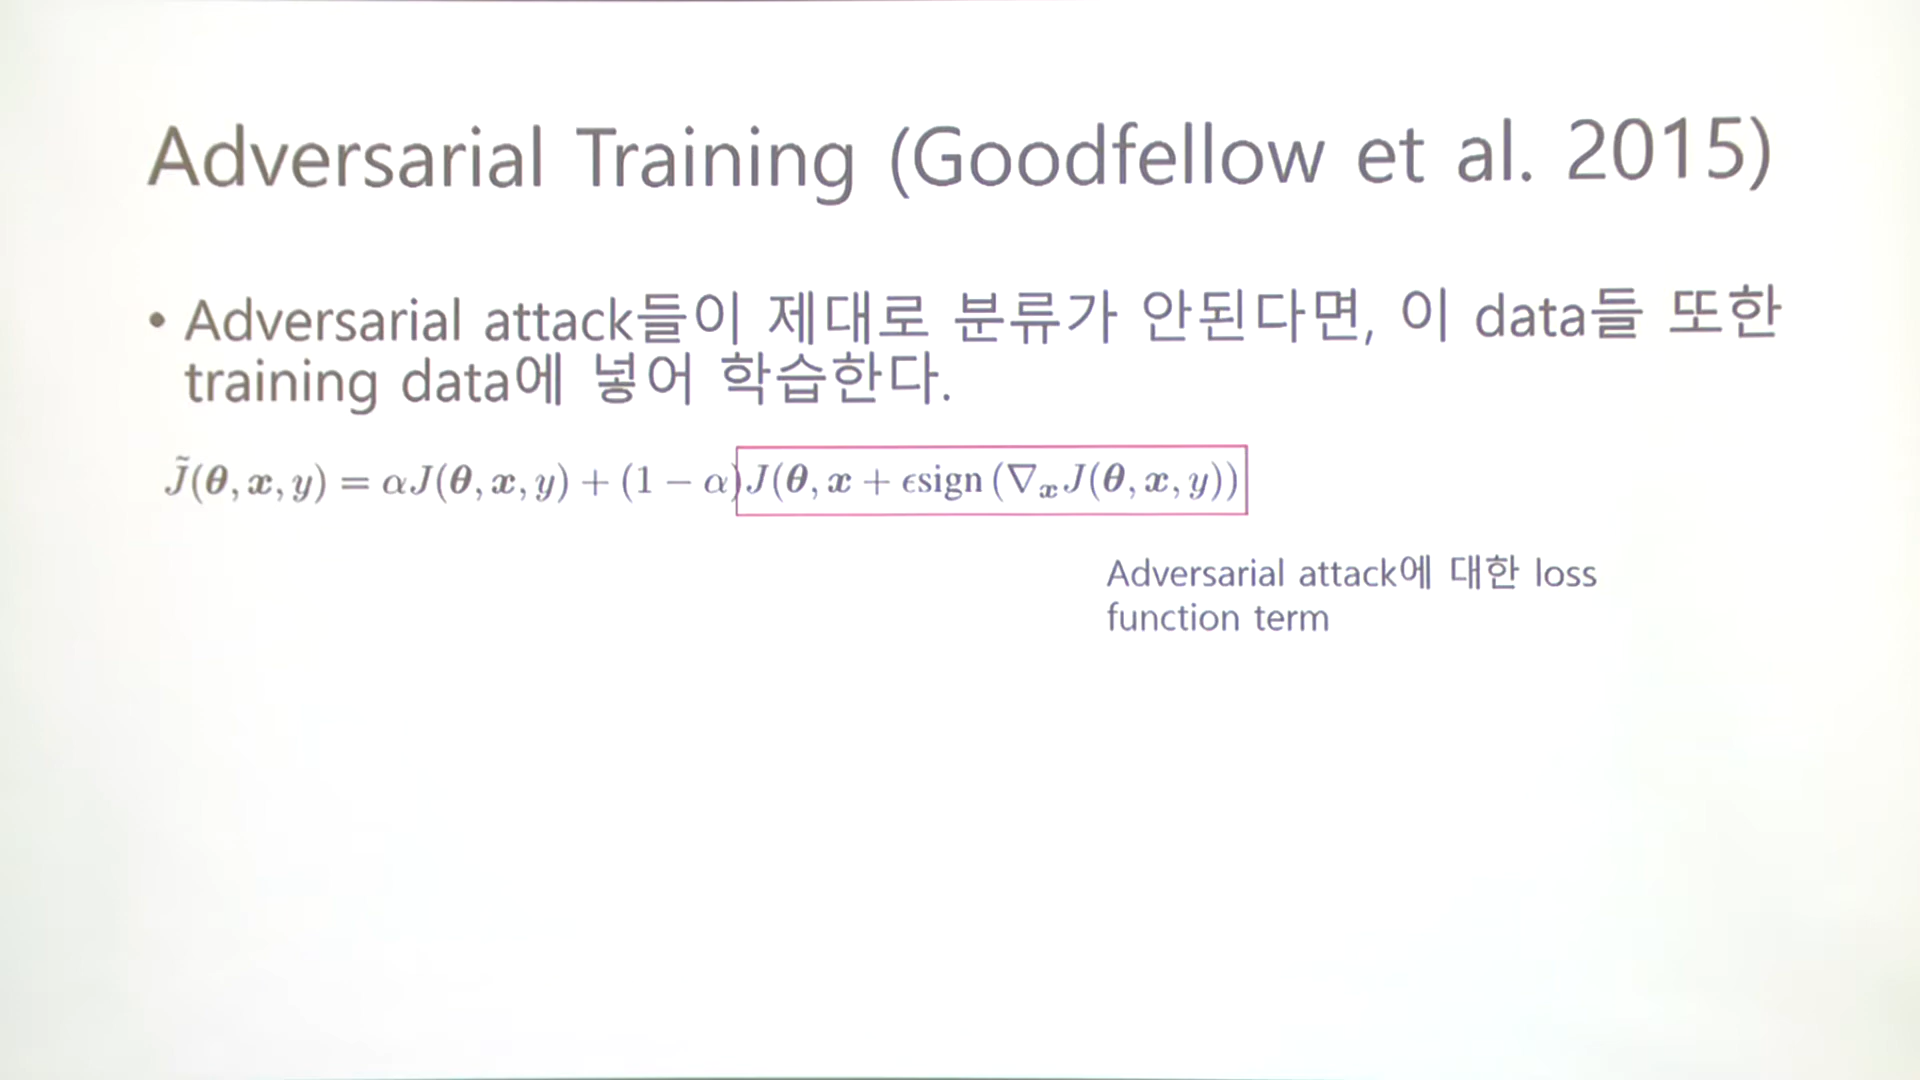 Adversarial Training (Goodfellow et al. 2015)
• Adversarial attack들이 제대로 분류가 안된다면, 이 data들 또한
training data에 넣어 학습한다.
J̃(θ, x, y) = αJ(θ, x, y) + (1 − α)J(θ, x + ϵsign (∇ₓJ(θ, x, y))
Adversarial attack에 대한 loss
function term